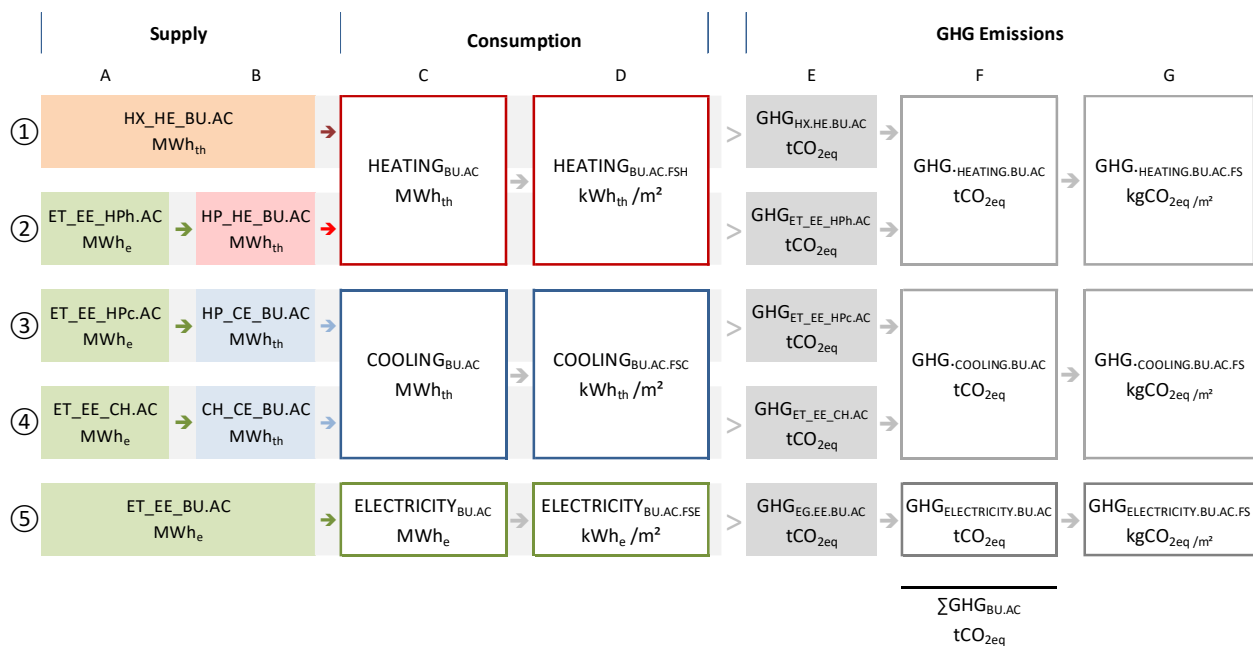 Supply
Consumption
GHG Emissions
A
B
C
D
E
F
G
①
HX_HE_BU.AC
MWhth
➔
HEATINGBU.AC
MWhth
➔
HEATINGBU.AC.FSH
kWhth /m²
>
GHGHX.HE.BU.AC
tCO2eq
➔
GHG.HEATING.BU.AC
tCO2eq
➔
GHG.HEATING.BU.AC.FS
kgCO2eq /m²
②
ET_EE_HPh.AC
MWhe
➔
HP_HE_BU.AC
MWhth
➔
>
GHGET_EE_HPh.AC
tCO2eq
➔
③
ET_EE_HPc.AC
MWhe
➔
HP_CE_BU.AC
MWhth
➔
COOLINGBU.AC
MWhth
➔
COOLINGBU.AC.FSC
kWhth /m²
>
GHGET_EE_HPc.AC
tCO2eq
➔
GHG.COOLING.BU.AC
tCO2eq
➔
GHG.COOLING.BU.AC.FS
kgCO2eq /m²
④
ET_EE_CH.AC
MWhe
➔
CH_CE_BU.AC
MWhth
➔
>
GHGET_EE_CH.AC
tCO2eq
➔
⑤
ET_EE_BU.AC
MWhe
➔
ELECTRICITYBU.AC
MWhe
➔
ELECTRICITYBU.AC.FSE
kWhe /m²
>
GHGEG.EE.BU.AC
tCO2eq
➔
GHGELECTRICITY.BU.AC
tCO2eq
➔
GHGELECTRICITY.BU.AC.FS
kgCO2eq /m²
∑GHGBU.AC
tCO2eq